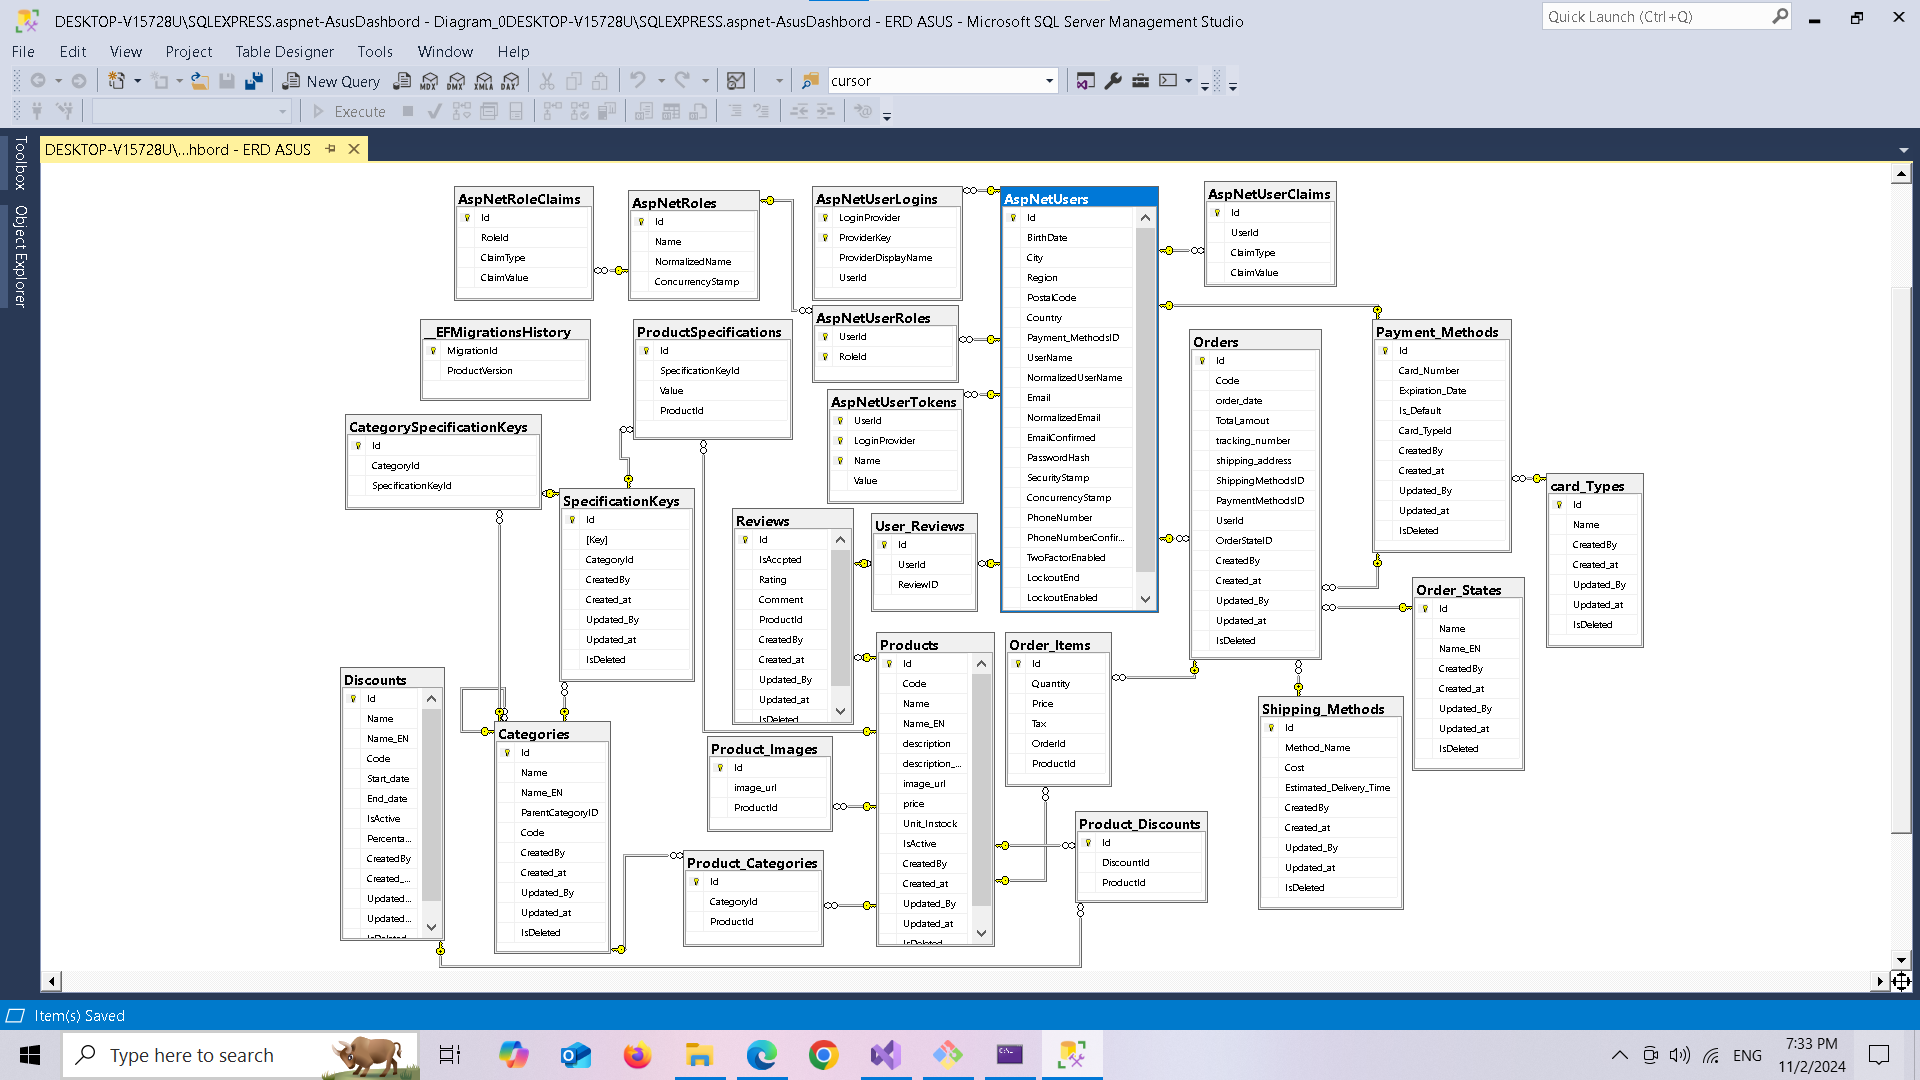 DESKTOP-V15728U\SQLEXPRESS.aspnet-AsusDashbord - Diagram_0DESKTOP-V15728U\SQLEXPRESS.aspnet-AsusDashbord - ERD ASUS - Microsoft SQL Server Management Studio
Quick Launch (Ctrl+Q)
File Edit View Project Table Designer Tools Window Help
New Query
MDX DMX XMLA DAX
cursor
Execute
Toolbox
Object Explorer
DESKTOP-V15728U\...hbord - ERD ASUS
AspNetRoleClaims
Id
RoleId
ClaimType
ClaimValue
AspNetRoles
Id
Name
NormalizedName
ConcurrencyStamp
AspNetUserLogins
LoginProvider
ProviderKey
ProviderDisplayName
UserId
AspNetUsers
Id
BirthDate
City
Region
PostalCode
Country
Payment_MethodsID
UserName
NormalizedUserName
Email
NormalizedEmail
EmailConfirmed
PasswordHash
SecurityStamp
ConcurrencyStamp
PhoneNumber
PhoneNumberConfir...
TwoFactorEnabled
LockoutEnd
LockoutEnabled
AspNetUserClaims
Id
UserId
ClaimType
ClaimValue
__EFMigrationsHistory
MigrationId
ProductVersion
ProductSpecifications
Id
SpecificationKeyId
Value
ProductId
AspNetUserRoles
UserId
RoleId
AspNetUserTokens
UserId
LoginProvider
Name
Value
Orders
Id
Code
order_date
Total_amout
tracking_number
shipping_address
ShippingMethodsID
PaymentMethodsID
UserId
OrderStateID
CreatedBy
Created_at
Updated_By
Updated_at
IsDeleted
Payment_Methods
Id
Card_Number
Expiration_Date
Is_Default
Card_TypeId
CreatedBy
Created_at
Updated_By
Updated_at
IsDeleted
CategorySpecificationKeys
Id
CategoryId
SpecificationKeyId
SpecificationKeys
Id
[Key]
CategoryId
CreatedBy
Created_at
Updated_By
Updated_at
IsDeleted
Reviews
Id
IsAccpted
Rating
Comment
ProductId
CreatedBy
Created_at
Updated_By
Updated_at
IsDeleted
User_Reviews
Id
UserId
ReviewID
card_Types
Id
Name
CreatedBy
Created_at
Updated_By
Updated_at
IsDeleted
Order_States
Id
Name
Name_EN
CreatedBy
Created_at
Updated_By
Updated_at
IsDeleted
Discounts
Id
Name
Name_EN
Code
Start_date
End_date
IsActive
Percenta...
CreatedBy
Created_...
Updated...
Updated...
IsDeleted
Categories
Id
Name
Name_EN
ParentCategoryID
Code
CreatedBy
Created_at
Updated_By
Updated_at
IsDeleted
Product_Images
Id
image_url
ProductId
Product_Categories
Id
CategoryId
ProductId
Products
Id
Code
Name
Name_EN
description
description_...
image_url
price
Unit_Instock
IsActive
CreatedBy
Created_at
Updated_By
Updated_at
IsDeleted
Order_Items
Id
Quantity
Price
Tax
OrderId
ProductId
Product_Discounts
Id
DiscountId
ProductId
Shipping_Methods
Id
Method_Name
Cost
Estimated_Delivery_Time
CreatedBy
Created_at
Updated_By
Updated_at
IsDeleted
Item(s) Saved
Type here to search
ENG
7:33 PM
11/2/2024